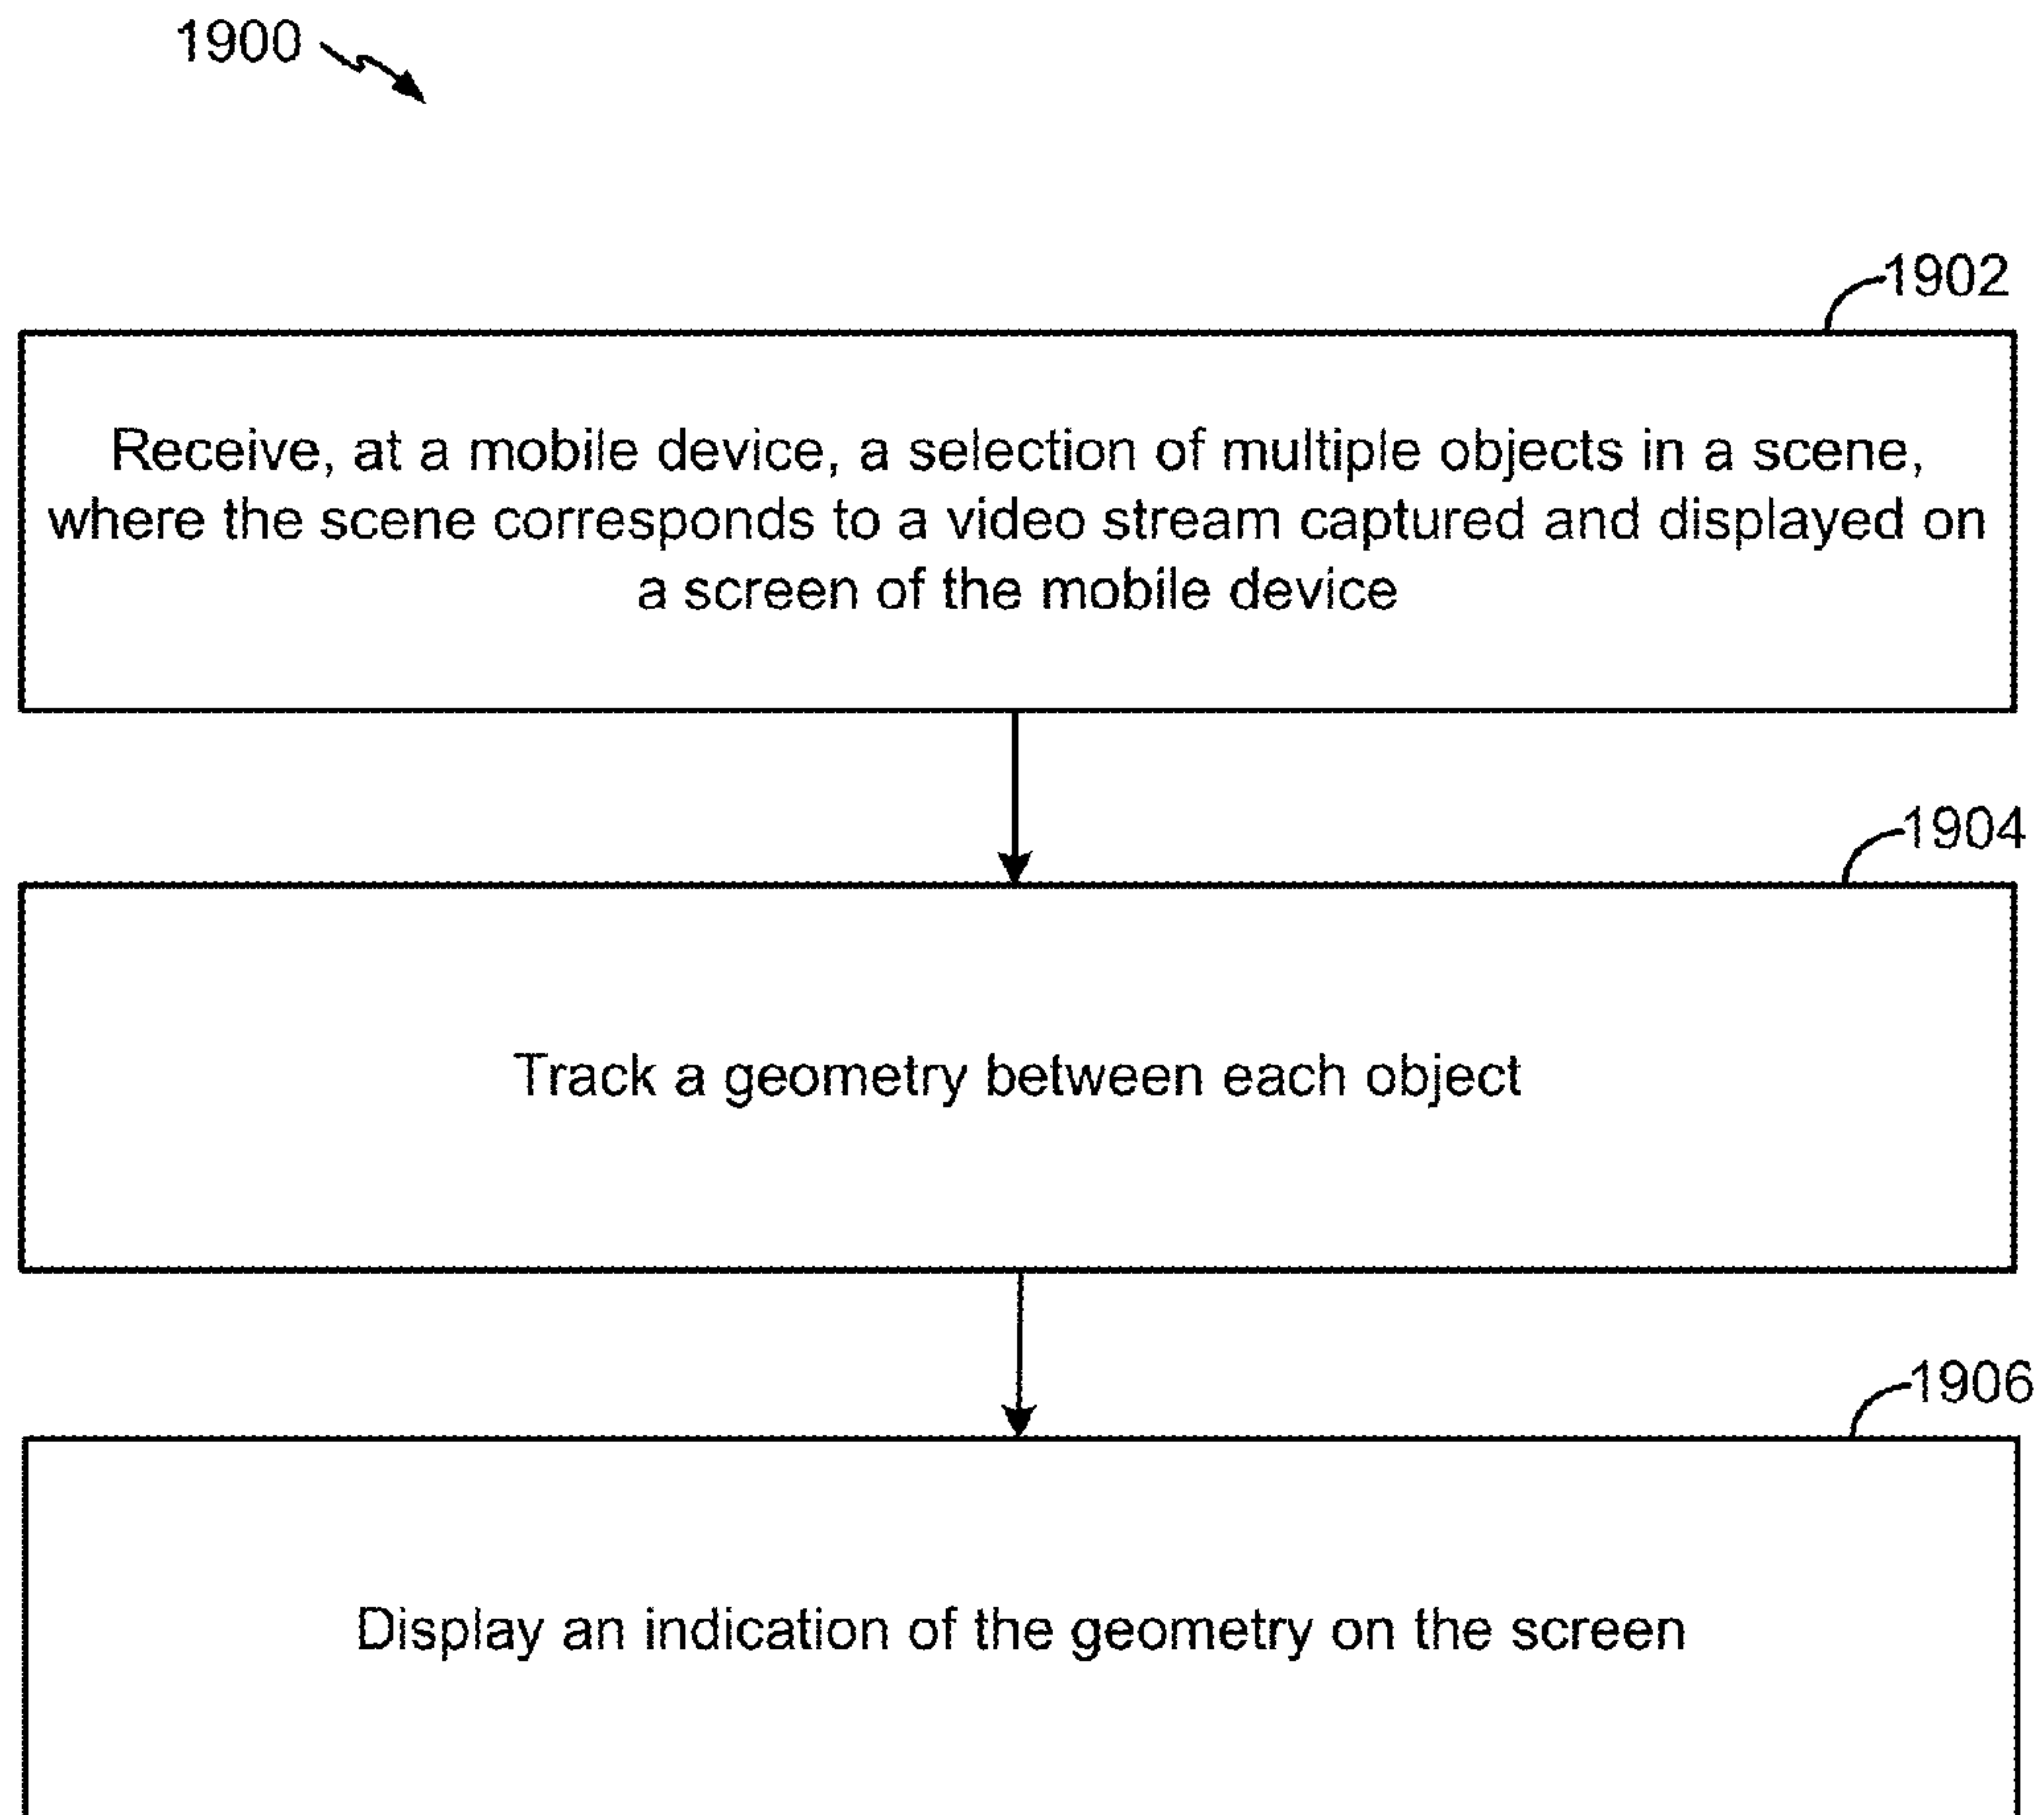 1900
1902
Receive, at a mobile device, a selection of multiple objects in a scene,
where the scene corresponds to a video stream captured and displayed on
a screen of the mobile device
1904
Track a geometry between each object
1906
Display an indication of the geometry on the screen